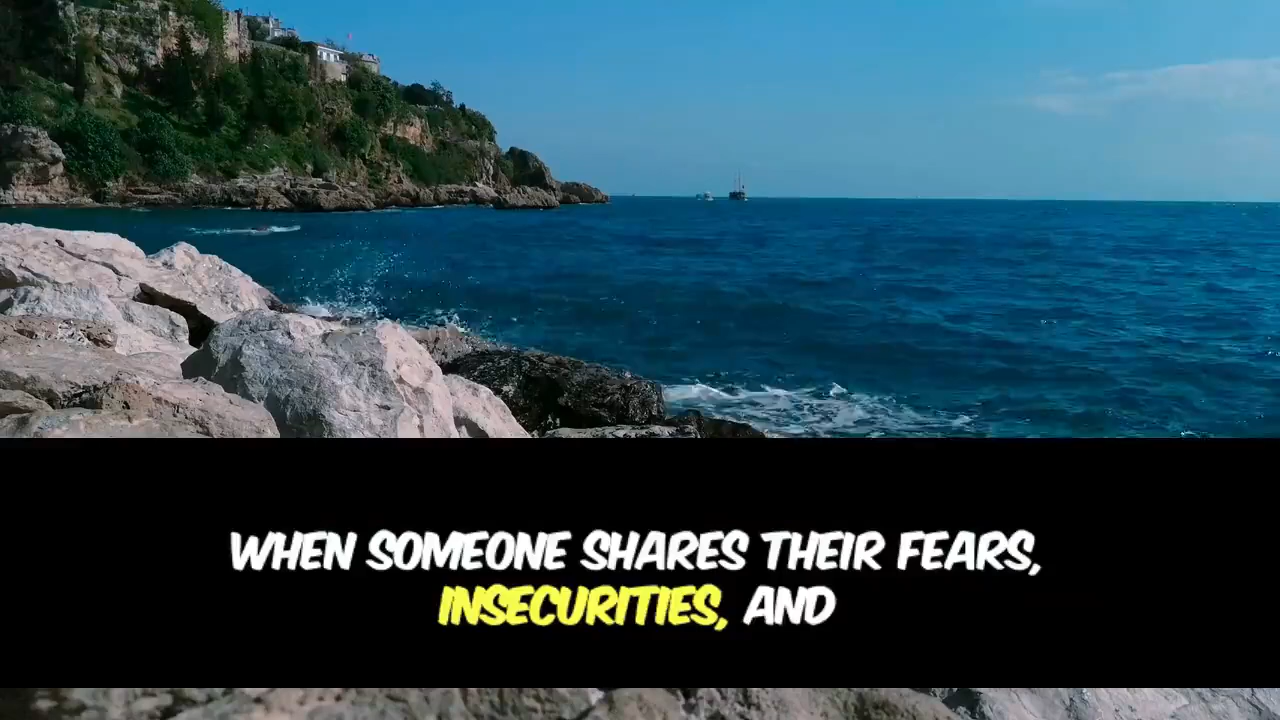 WHEN SOMEONE SHARES THEIR FEARS,
INSECURITIES, AND